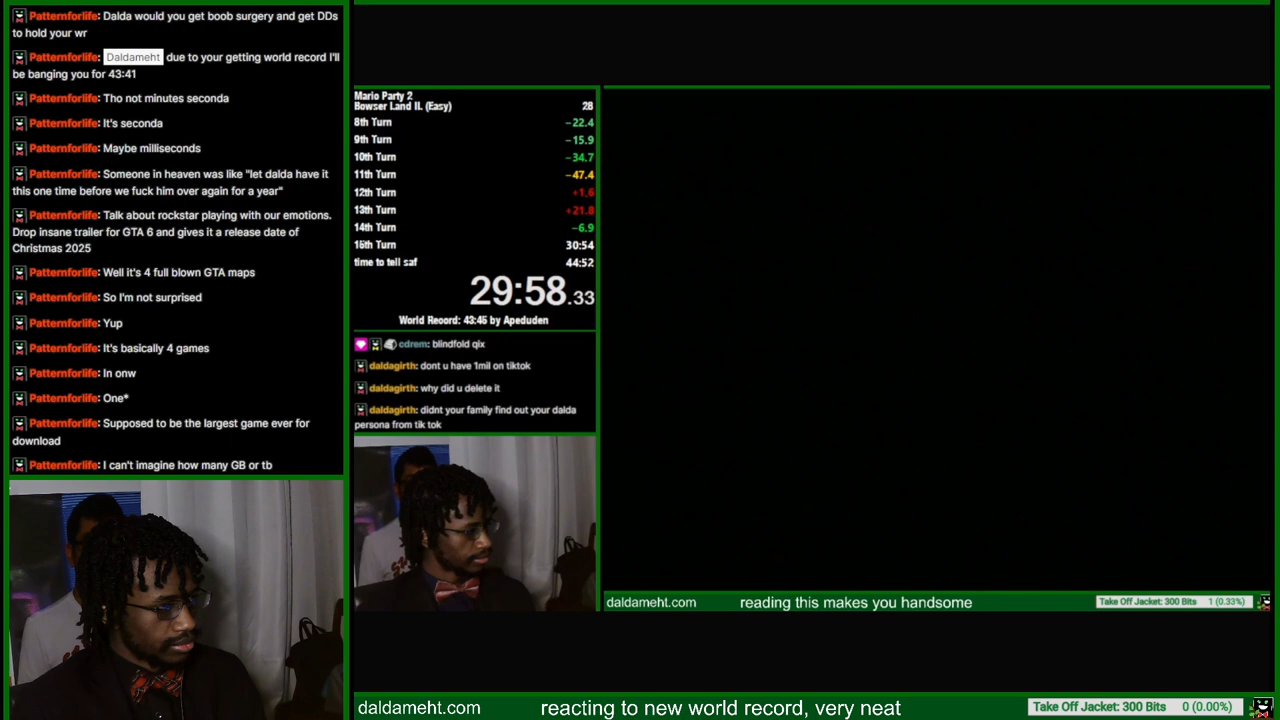 Patternforlife: Dalda would you get boob surgery and get DDs
to hold your wr
Patternforlife: Daldameht due to your getting world record I'll
be banging you for 43:41
Patternforlife: Tho not minutes seconda
Patternforlife: It's seconda
Patternforlife: Maybe milliseconds
Patternforlife: Someone in heaven was like "let dalda have it
this one time before we fuck him over again for a year"
Patternforlife: Talk about rockstar playing with our emotions.
Drop insane trailer for GTA 6 and gives it a release date of
Christmas 2025
Patternforlife: Well it's 4 full blown GTA maps
Patternforlife: So I'm not surprised
Patternforlife: Yup
Patternforlife: It's basically 4 games
Patternforlife: In onw
Patternforlife: One*
Patternforlife: Supposed to be the largest game ever for
download
Patternforlife: I can't imagine how many GB or tb
Mario Party 2
Bowser Land IL (Easy) 28
8th Turn −22.4
9th Turn −15.9
10th Turn −34.7
11th Turn −47.4
12th Turn +1.6
13th Turn +21.8
14th Turn −6.9
15th Turn 30:54
time to tell saf 44:52
29:58.33
World Record: 43:45 by Apeduden
cdrem: blindfold qix
daldagirth: dont u have 1mil on tiktok
daldagirth: why did u delete it
daldagirth: didnt your family find out your dalda
persona from tik tok
daldameht.com reading this makes you handsome Take Off Jacket: 300 Bits 1 (0.33%)
daldameht.com reacting to new world record, very neat Take Off Jacket: 300 Bits 0 (0.00%)